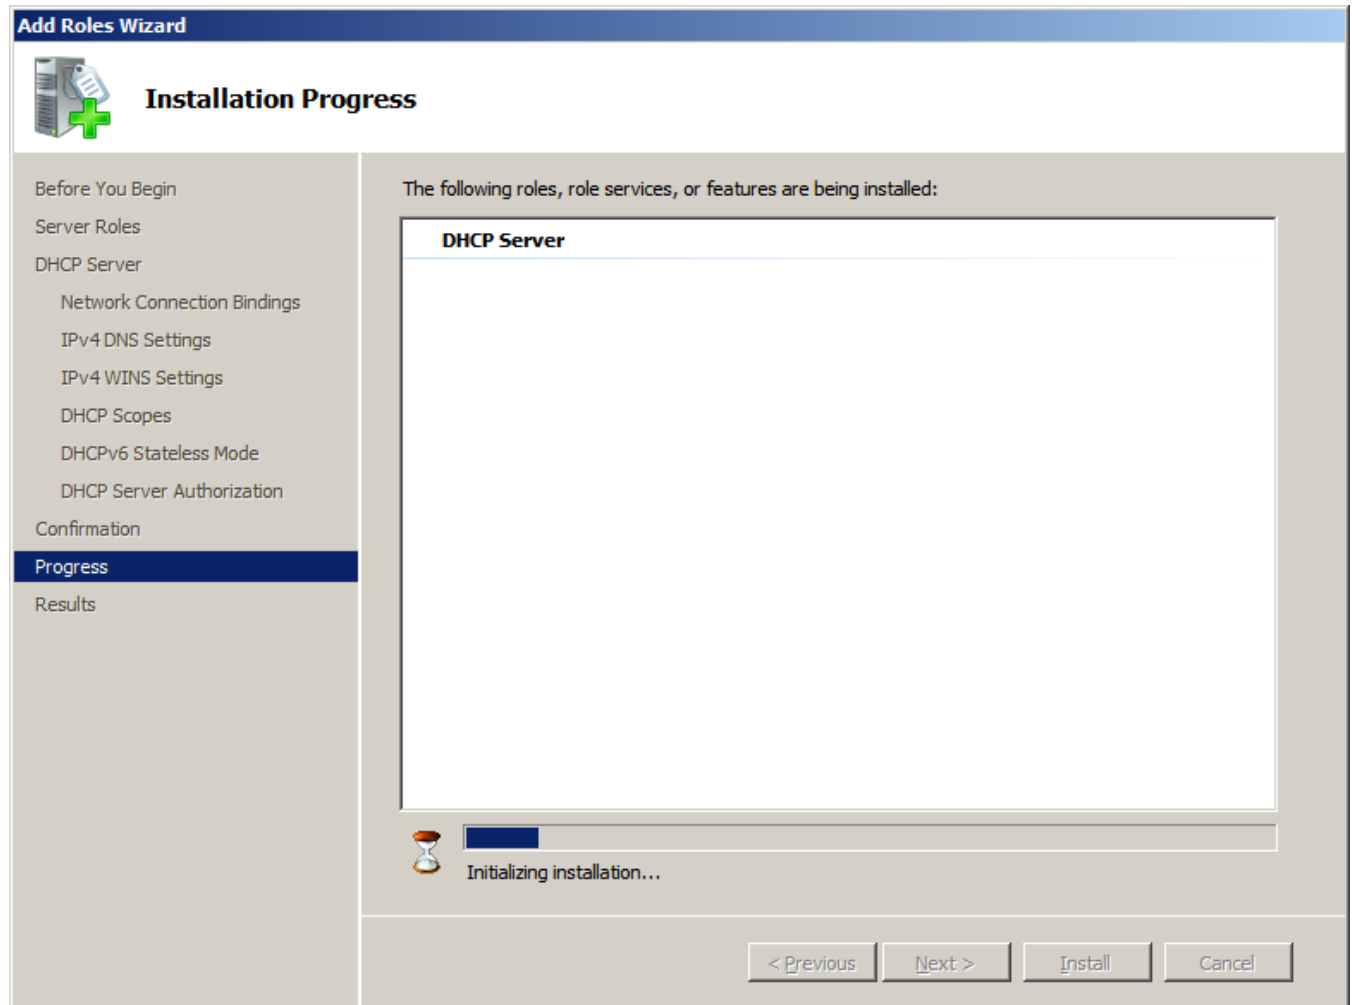 Add Roles Wizard
Installation Progress
Before You Begin
Server Roles
DHCP Server
Network Connection Bindings
IPv4 DNS Settings
IPv4 WINS Settings
DHCP Scopes
DHCPv6 Stateless Mode
DHCP Server Authorization
Confirmation
Progress
Results
The following roles, role services, or features are being installed:
DHCP Server
Initializing installation...
< Previous
Next >
Install
Cancel